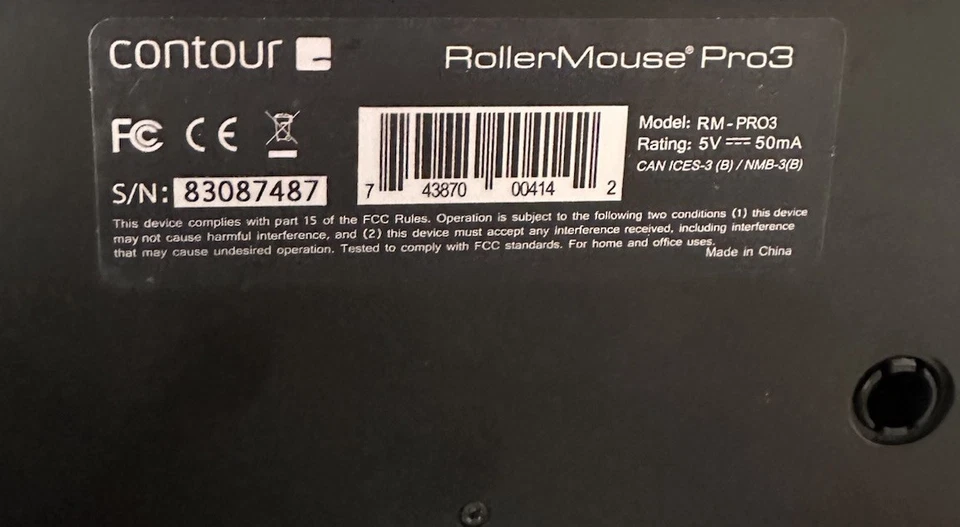 contour
RollerMouse® Pro3
FC CE
S/N: 83087487
7 43870 00414 2
Model: RM-PRO3
Rating: 5V ⎓ 50mA
CAN ICES-3 (B) / NMB-3(B)
This device complies with part 15 of the FCC Rules. Operation is subject to the following two conditions (1) this device
may not cause harmful interference, and (2) this device must accept any interference received, including interference
that may cause undesired operation. Tested to comply with FCC standards. For home and office uses.
Made in China